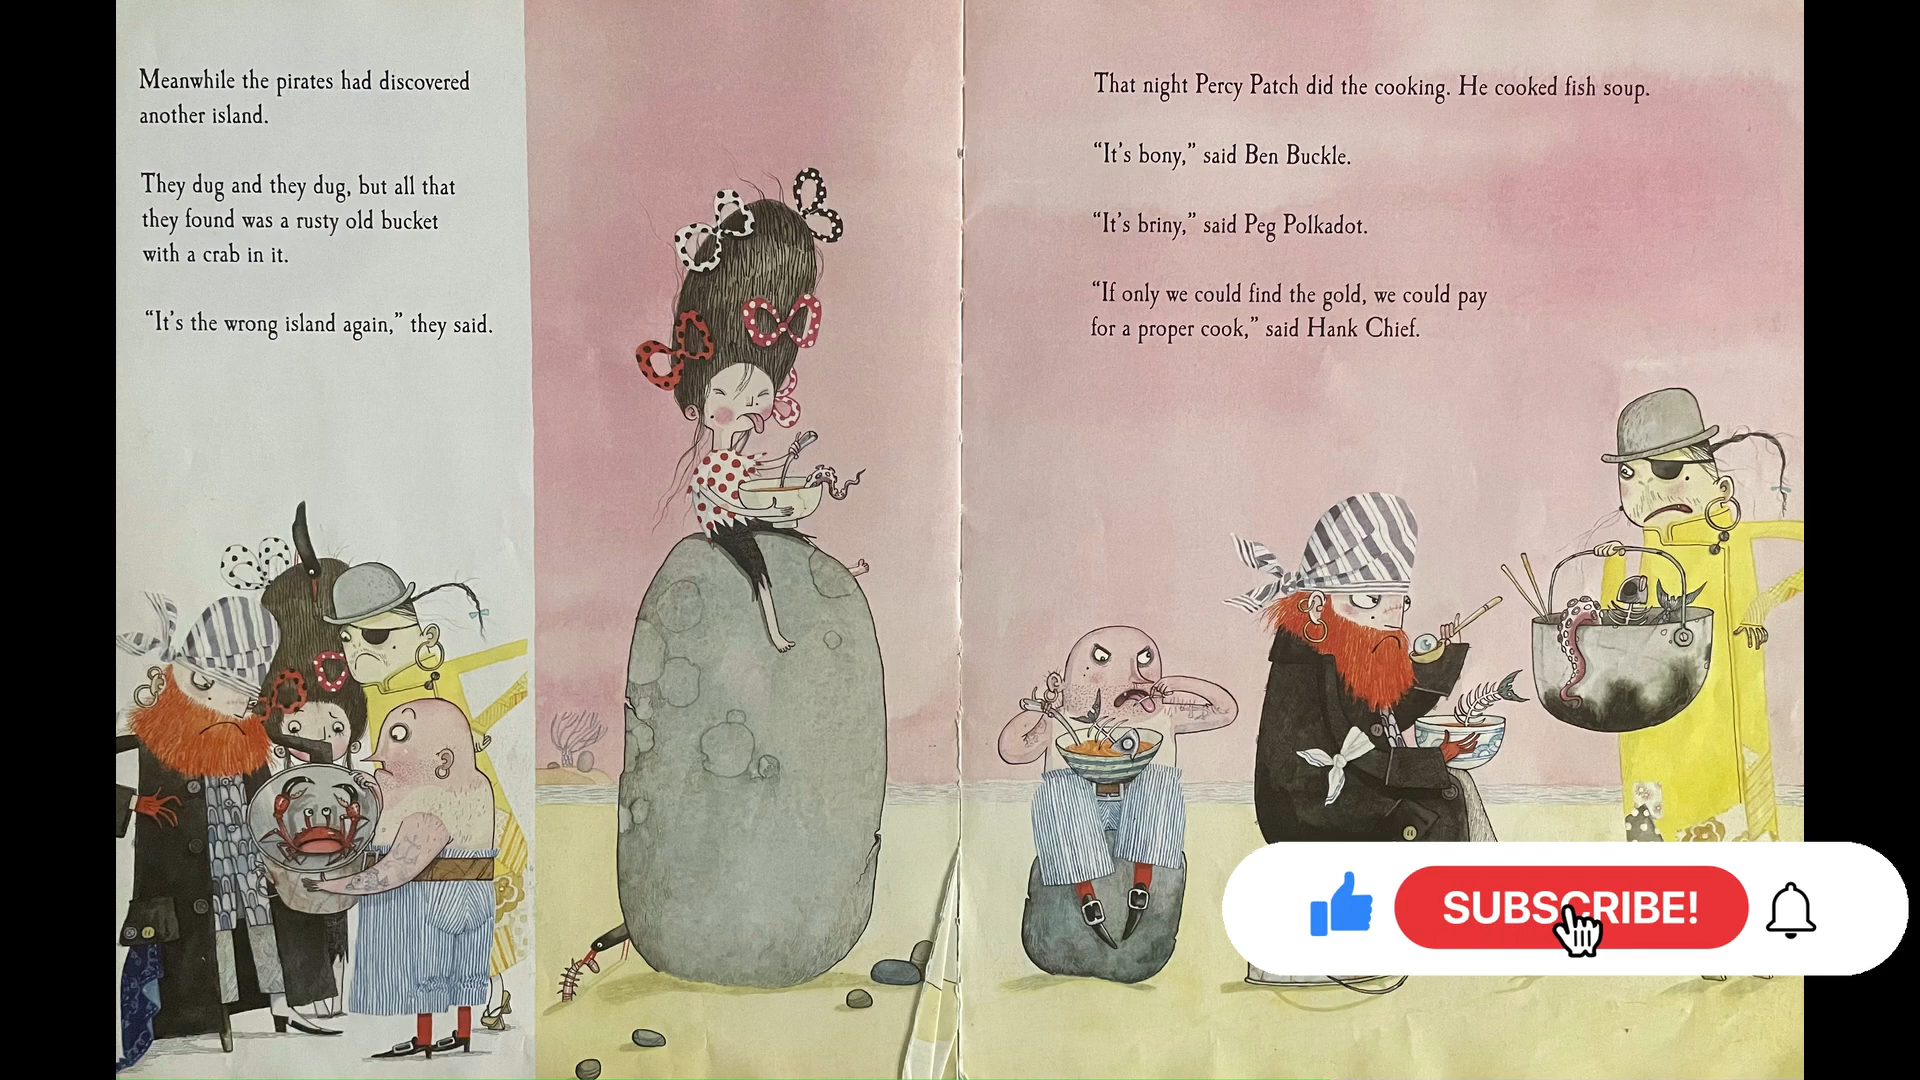 Meanwhile the pirates had discovered
another island.
They dug and they dug, but all that
they found was a rusty old bucket
with a crab in it.
“It’s the wrong island again,” they said.
That night Percy Patch did the cooking. He cooked fish soup.
“It’s bony,” said Ben Buckle.
“It’s briny,” said Peg Polkadot.
“If only we could find the gold, we could pay
for a proper cook,” said Hank Chief.
SUBSCRIBE!